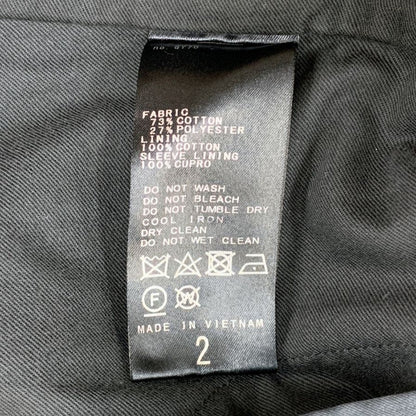 FABRIC
73% COTTON
27% POLYESTER
LINING
100% COTTON
SLEEVE LINING
100% CUPRO
DO NOT WASH
DO NOT BLEACH
DO NOT TUMBLE DRY
COOL IRON
DRY CLEAN
DO NOT WET CLEAN
F W
MADE IN VIETNAM
2